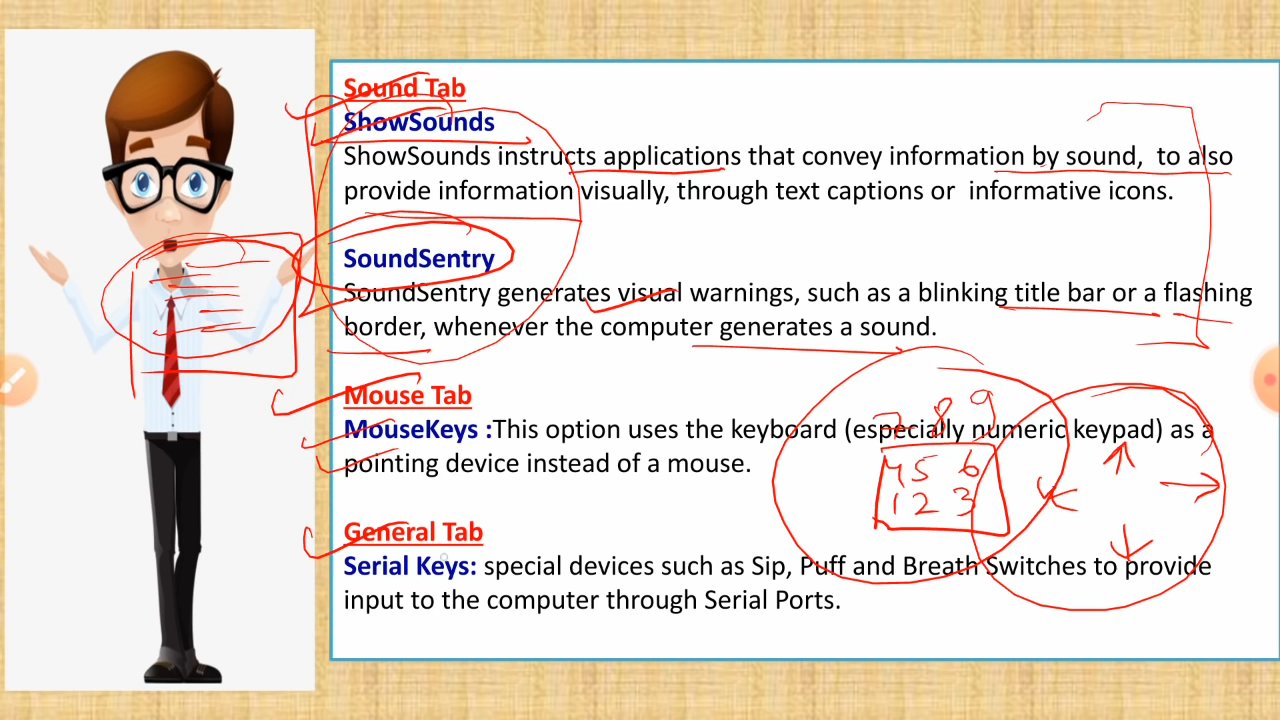 Sound Tab
ShowSounds
ShowSounds instructs applications that convey information by sound,  to also
provide information visually, through text captions or  informative icons.
SoundSentry
SoundSentry generates visual warnings, such as a blinking title bar or a flashing
border, whenever the computer generates a sound.
Mouse Tab
7 8 9
MouseKeys :This option uses the keyboard (especially numeric keypad) as a
pointing device instead of a mouse.
4 5 6
1 2 3
General Tab
Serial Keys: special devices such as Sip, Puff and Breath Switches to provide
input to the computer through Serial Ports.